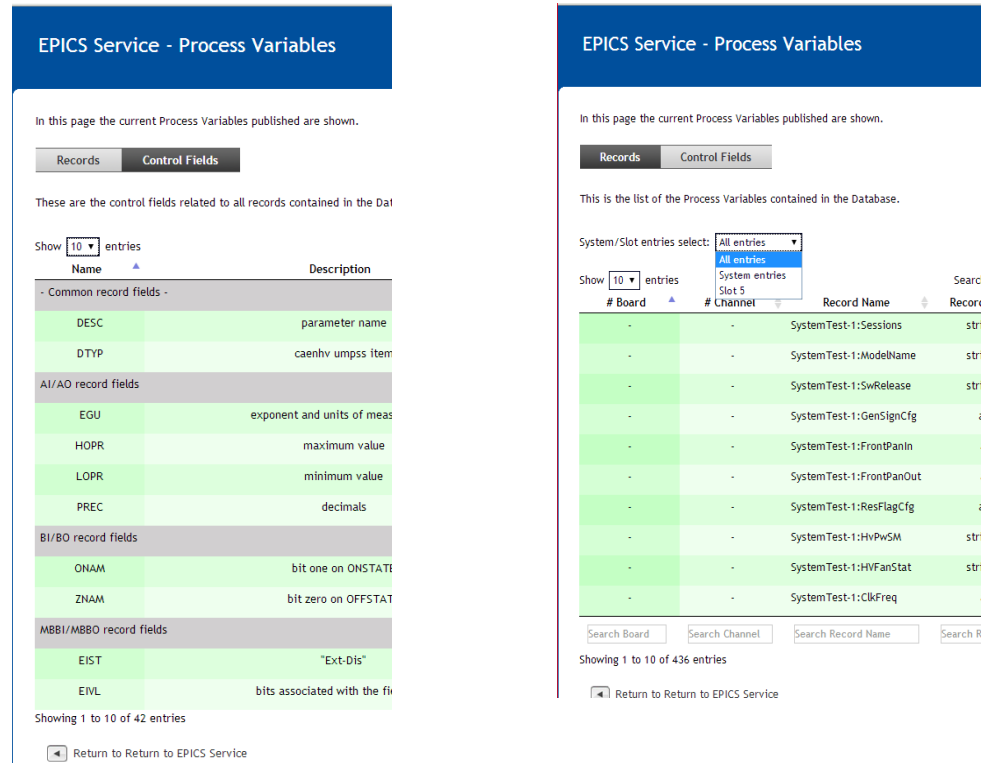 EPICS Service - Process Variables
In this page the current Process Variables published are shown.
Records Control Fields
These are the control fields related to all records contained in the Dat
Show 10 entries
Name Description
- Common record fields -
DESC parameter name
DTYP caenhv umpss item
AI/AO record fields
EGU exponent and units of meas
HOPR maximum value
LOPR minimum value
PREC decimals
BI/BO record fields
ONAM bit one on ONSTATE
ZNAM bit zero on OFFSTAT
MBBI/MBBO record fields
EIST "Ext-Dis"
EIVL bits associated with the fie
Showing 1 to 10 of 42 entries
Return to Return to EPICS Service
EPICS Service - Process Variables
In this page the current Process Variables published are shown.
Records Control Fields
This is the list of the Process Variables contained in the Database.
System/Slot entries select: All entries
All entries
System entries
Slot 5
Show 10 entries Searc
# Board # Channel Record Name Recor
- - SystemTest-1:Sessions stri
- - SystemTest-1:ModelName stri
- - SystemTest-1:SwRelease stri
- - SystemTest-1:GenSignCfg a
- - SystemTest-1:FrontPanIn
- - SystemTest-1:FrontPanOut
- - SystemTest-1:ResFlagCfg a
- - SystemTest-1:HvPwSM stri
- - SystemTest-1:HVFanStat stri
- - SystemTest-1:ClkFreq
Search Board Search Channel Search Record Name Search R
Showing 1 to 10 of 436 entries
Return to Return to EPICS Service